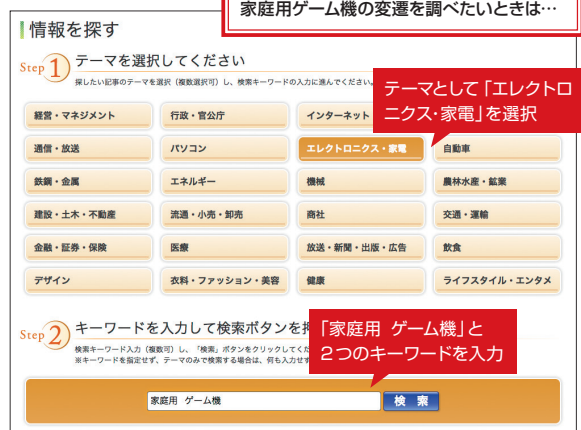 家庭用ゲーム機の変遷を調べたいときは…
情報を探す
Step 1 テーマを選択してください
探したい記事のテーマを選択（複数選択可）し、検索キーワードの入力に進んでください。
テーマとして「エレクトロ
ニクス・家電」を選択
経営・マネジメント 行政・官公庁 インターネット
通信・放送 パソコン エレクトロニクス・家電 自動車
鉄鋼・金属 エネルギー 機械 農林水産・鉱業
建設・土木・不動産 流通・小売・卸売 商社 交通・運輸
金融・証券・保険 医療 放送・新聞・出版・広告 飲食
デザイン 衣料・ファッション・美容 健康 ライフスタイル・エンタメ
Step 2 キーワードを入力して検索ボタンを
検索キーワード入力（複数可）し、「検索」ボタンをクリックしてく
※キーワードを指定せず、テーマのみで検索する場合は、何も入力せず
「家庭用 ゲーム機」と
2つのキーワードを入力
家庭用 ゲーム機 検 索